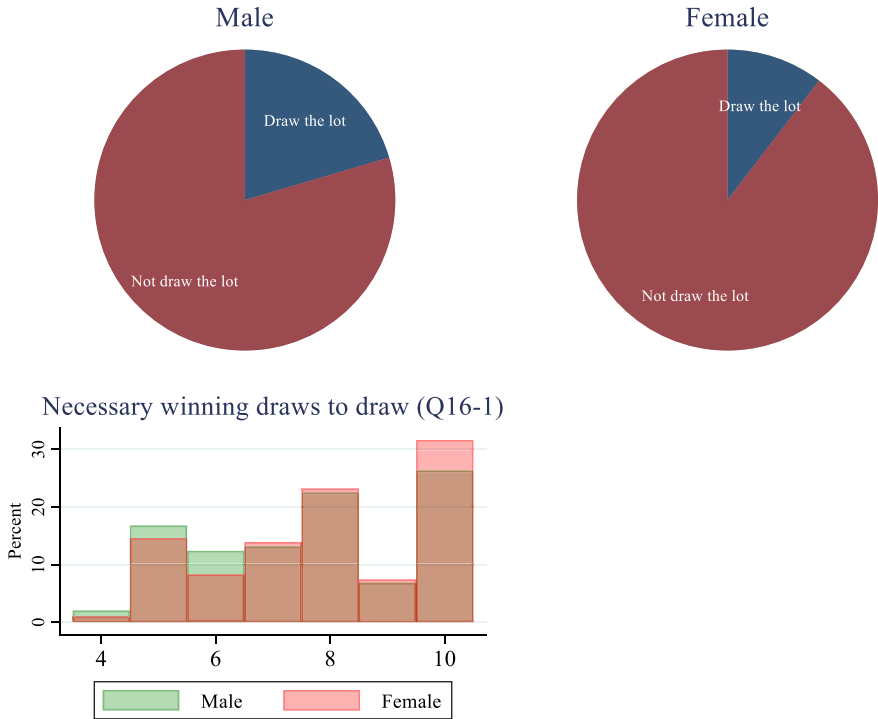 Male
Female
Draw the lot
Draw the lot
Not draw the lot
Not draw the lot
Necessary winning draws to draw (Q16-1)
Percent
30
20
10
0
4 6 8 10
Male Female